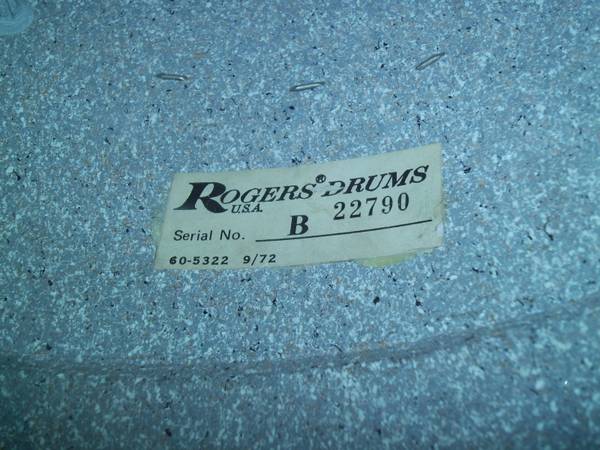 ROGERS® DRUMS
U.S.A.
Serial No. B 22790
60-5322 9/72